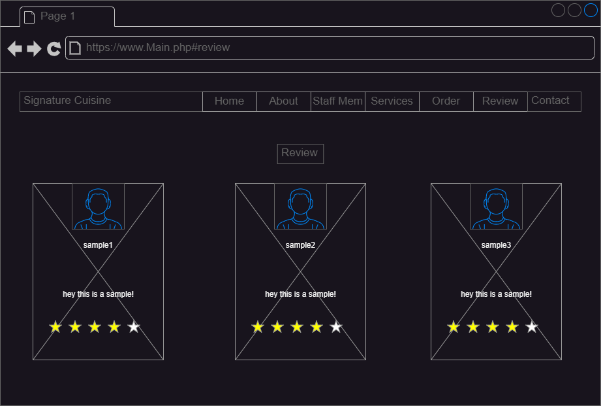 Page 1
https://www.Main.php#review
Signature Cuisine Home About Staff Mem Services Order Review Contact
Review
sample1 sample2 sample3
hey this is a sample! hey this is a sample! hey this is a sample!